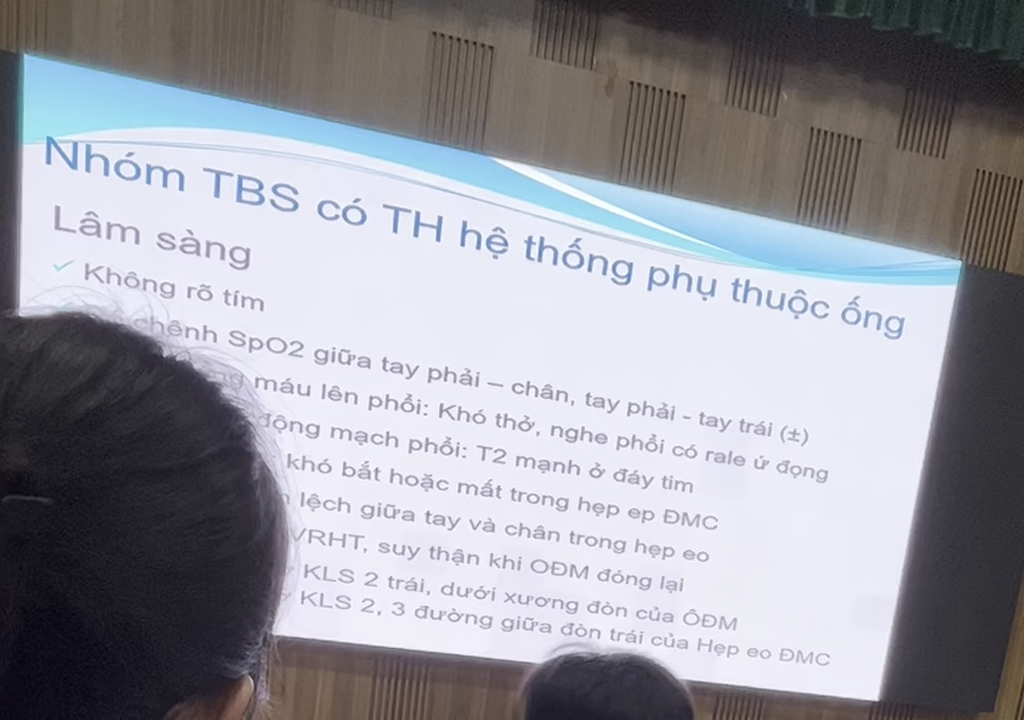 Nhóm TBS có TH hệ thống phụ thuộc ống
Lâm sàng
✓ Không rõ tím
chênh SpO2 giữa tay phải – chân, tay phải - tay trái (±)
máu lên phổi: Khó thở, nghe phổi có rale ứ đọng
động mạch phổi: T2 mạnh ở đáy tim
khó bắt hoặc mất trong hẹp ep ĐMC
lệch giữa tay và chân trong hẹp eo
VRHT, suy thận khi OĐM đóng lại
KLS 2 trái, dưới xương đòn của ÔĐM
KLS 2, 3 đường giữa đòn trái của Hẹp eo ĐMC